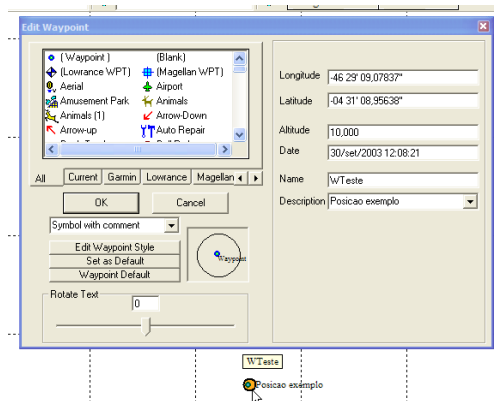 Edit Waypoint
(Waypoint) (Blank)
(Lowrance WPT) (Magellan WPT)
Aerial Airport
Amusement Park Animals
Animals (1) Arrow-Down
Arrow-up Auto Repair
All Current Garmin Lowrance Magellan
OK Cancel
Symbol with comment
Edit Waypoint Style
Set as Default
Waypoint Default
Waypoint
Rotate Text
0
Longitude -46 29' 09,07837"
Latitude -04 31' 08,95638"
Altitude 10,000
Date 30/set/2003 12:08:21
Name WTeste
Description Posicao exemplo
WTeste
Posicao exemplo